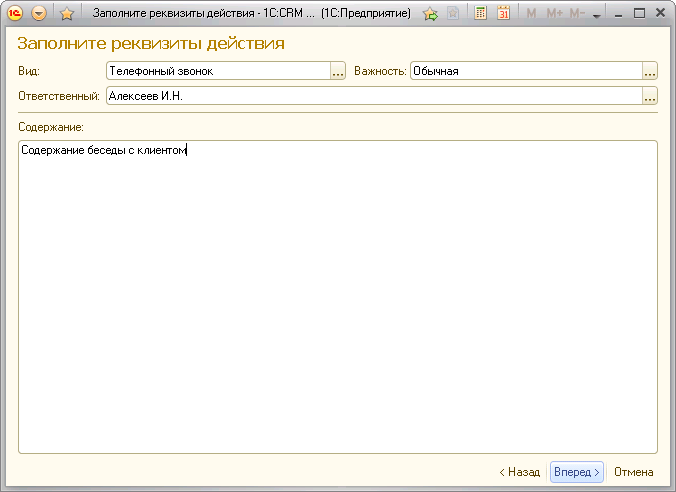 Заполните реквизиты действия - 1С:CRM ... (1С:Предприятие)
31 M M+ M-
Заполните реквизиты действия
Вид: Телефонный звонок ... Важность: Обычная ...
Ответственный: Алексеев И.Н. ...
Содержание:
Содержание беседы с клиентом
< Назад Вперед > Отмена